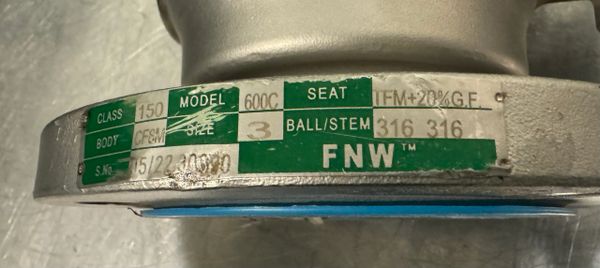 CLASS 150 MODEL 600C SEAT TFM+20%G.F.
BODY CF8M SIZE 3 BALL/STEM 316 316
S.No FNW™